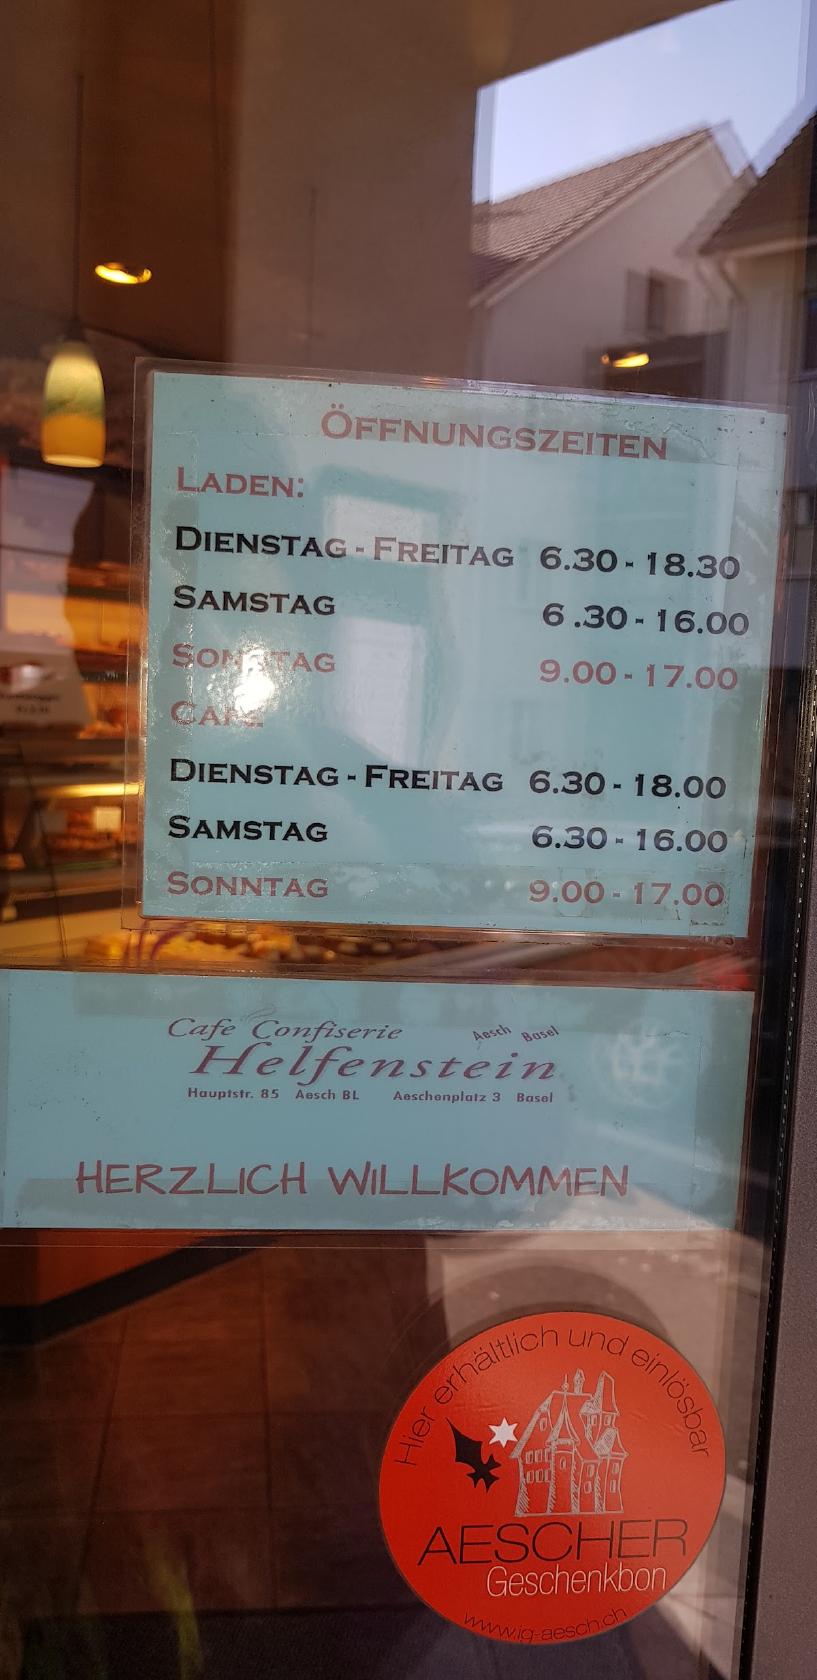 ÖFFNUNGSZEITEN
LADEN:
DIENSTAG - FREITAG 6.30 - 18.30
SAMSTAG 6 .30 - 16.00
SONNTAG 9.00 - 17.00
CAFE
DIENSTAG - FREITAG 6.30 - 18.00
SAMSTAG 6.30 - 16.00
SONNTAG 9.00 - 17.00
Cafe Confiserie Aesch Basel
Helfenstein
Hauptstr. 85 Aesch BL Aeschenplatz 3 Basel
HERZLICH WILLKOMMEN
Hier erhältlich und einlösbar
AESCHER
Geschenkbon
www.ig-aesch.ch